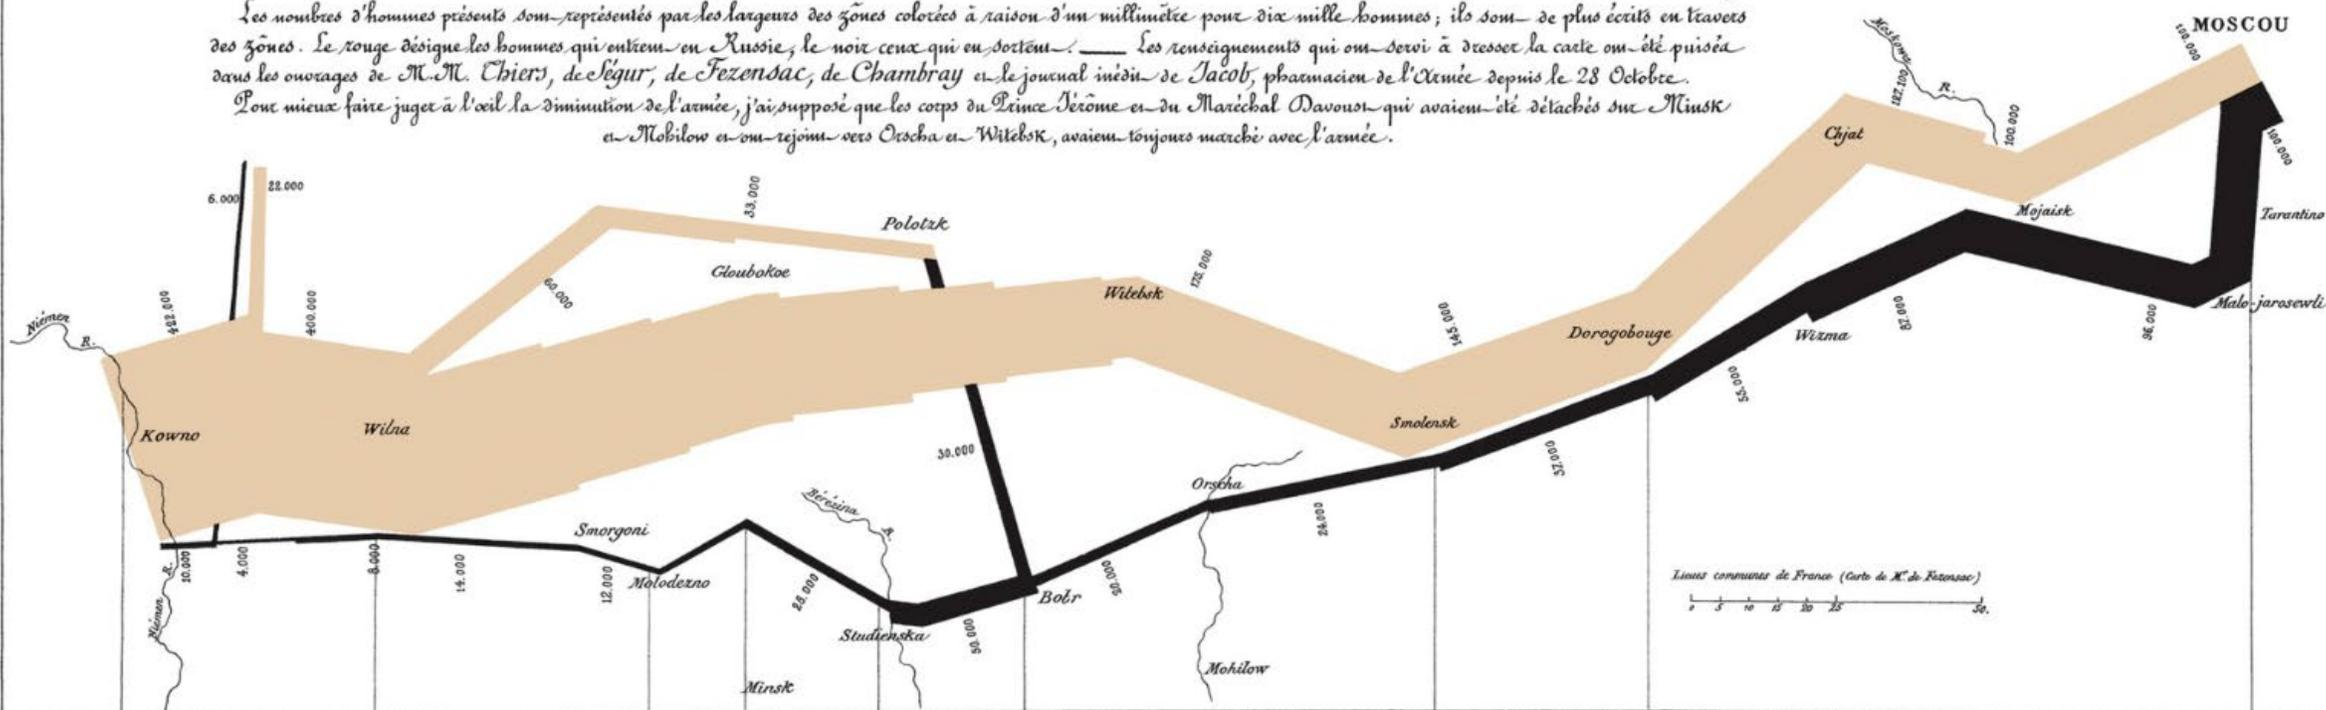 Les nombres d'hommes présents sont représentés par les largeurs des zônes colorées à raison d'un millimètre pour dix mille hommes; ils sont de plus écrits en travers
des zônes. Le rouge désigne les hommes qui entrent en Russie, le noir ceux qui en sortent. — Les renseignements qui ont servi à dresser la carte ont été puisés
dans les ouvrages de M.M. Thiers, de Ségur, de Fezensac, de Chambray et le journal inédit de Jacob, pharmacien de l'Armée depuis le 28 Octobre.
Pour mieux faire juger à l'œil la diminution de l'armée, j'ai supposé que les corps du Prince Jérôme et du Maréchal Davoust qui avaient été détachés sur Minsk
et Mohilow et ont rejoint vers Orscha et Witebsk, avaient toujours marché avec l'armée.
MOSCOU
100.000
Moskowa
R.
127.100
100.000
Chjat
Mojaisk
100.000
Tarantino
Malo-jarosewli
6.000
22.000
33.000
Polotzk
Gloubokoe
60.000
422.000
400.000
Niémen
R.
Witebsk
175.000
145.000
Dorogobouge
Wizma
87.000
96.000
55.000
Kowno
Wilna
Smolensk
37.000
30.000
Orscha
24.000
Bérézina
R.
Smorgoni
Molodezno
10.000
4.000
8.000
14.000
12.000
28.000
Studienska
50.000
Bobr
20.000
R.
Niémen
Minsk
Mohilow
Lieues communes de France (Carte de M. de Fezensac)
0 5 10 15 20 25 50.